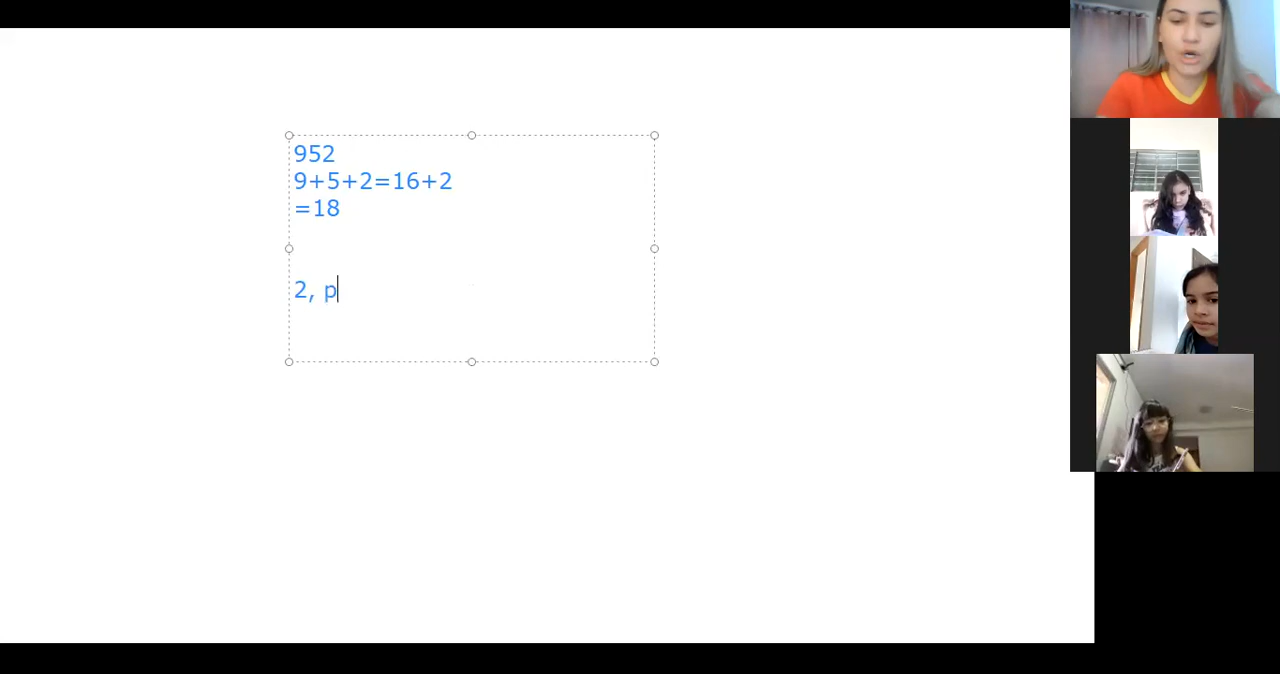 952
9+5+2=16+2
=18
2, p